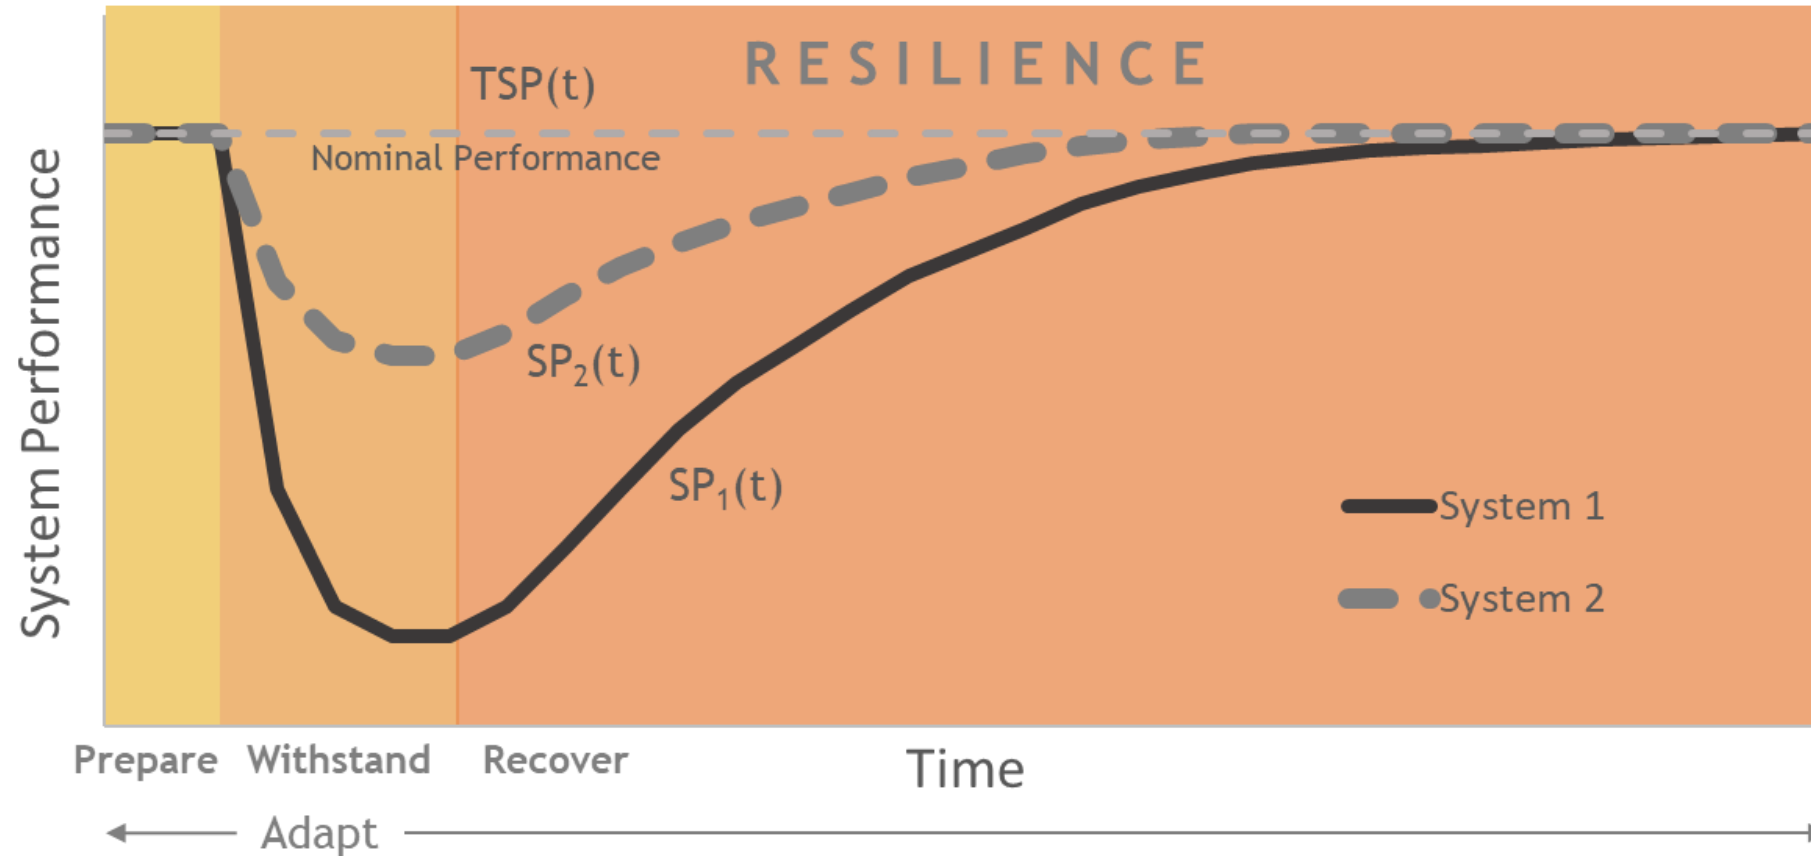 RESILIENCE
TSP(t)
Nominal Performance
System Performance
SP₂(t)
SP₁(t)
System 1
System 2
Prepare Withstand Recover
Time
Adapt